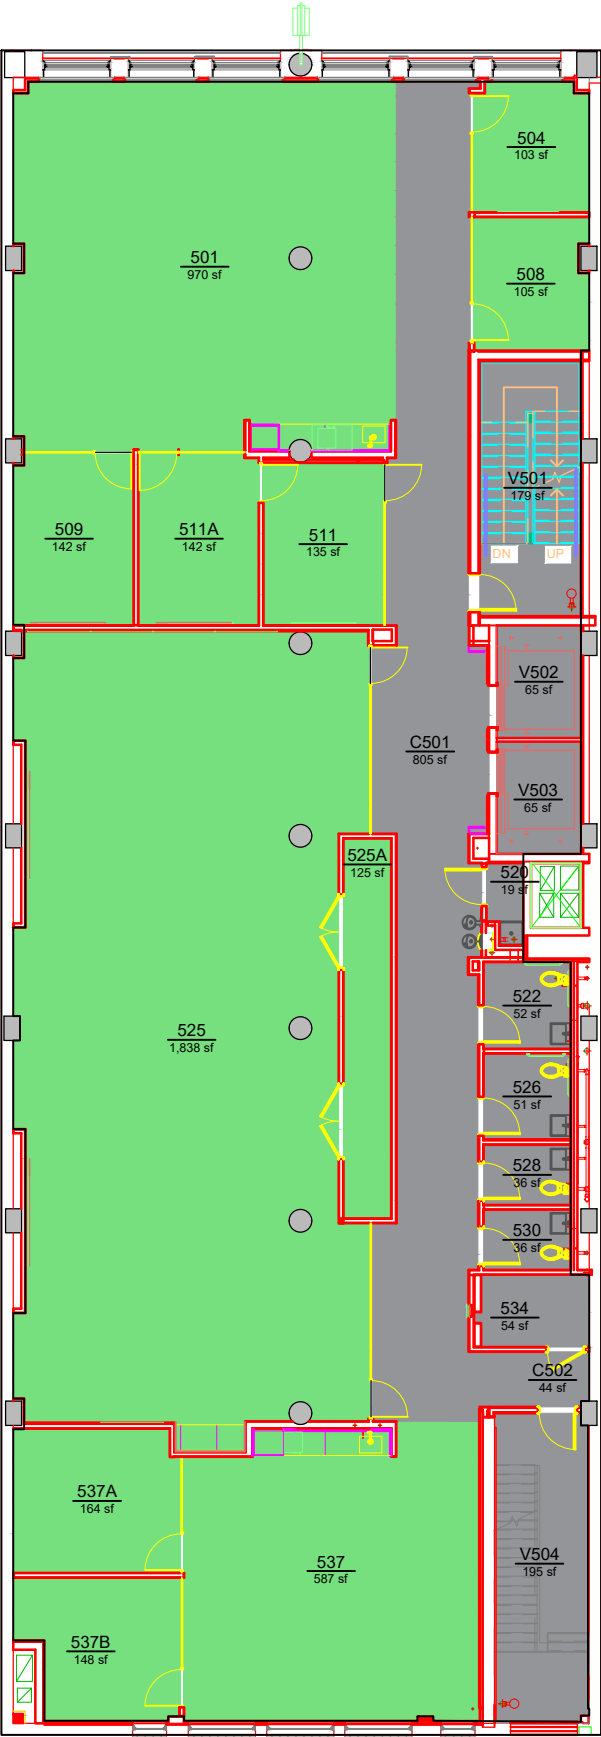 504
103 sf
501
970 sf
508
105 sf
V501
179 sf
509
142 sf
511A
142 sf
511
135 sf
DN
UP
V502
65 sf
C501
805 sf
V503
65 sf
525A
125 sf
520
19 sf
522
52 sf
525
1,838 sf
526
51 sf
528
36 sf
530
36 sf
534
54 sf
C502
44 sf
537A
164 sf
537
587 sf
V504
195 sf
537B
148 sf